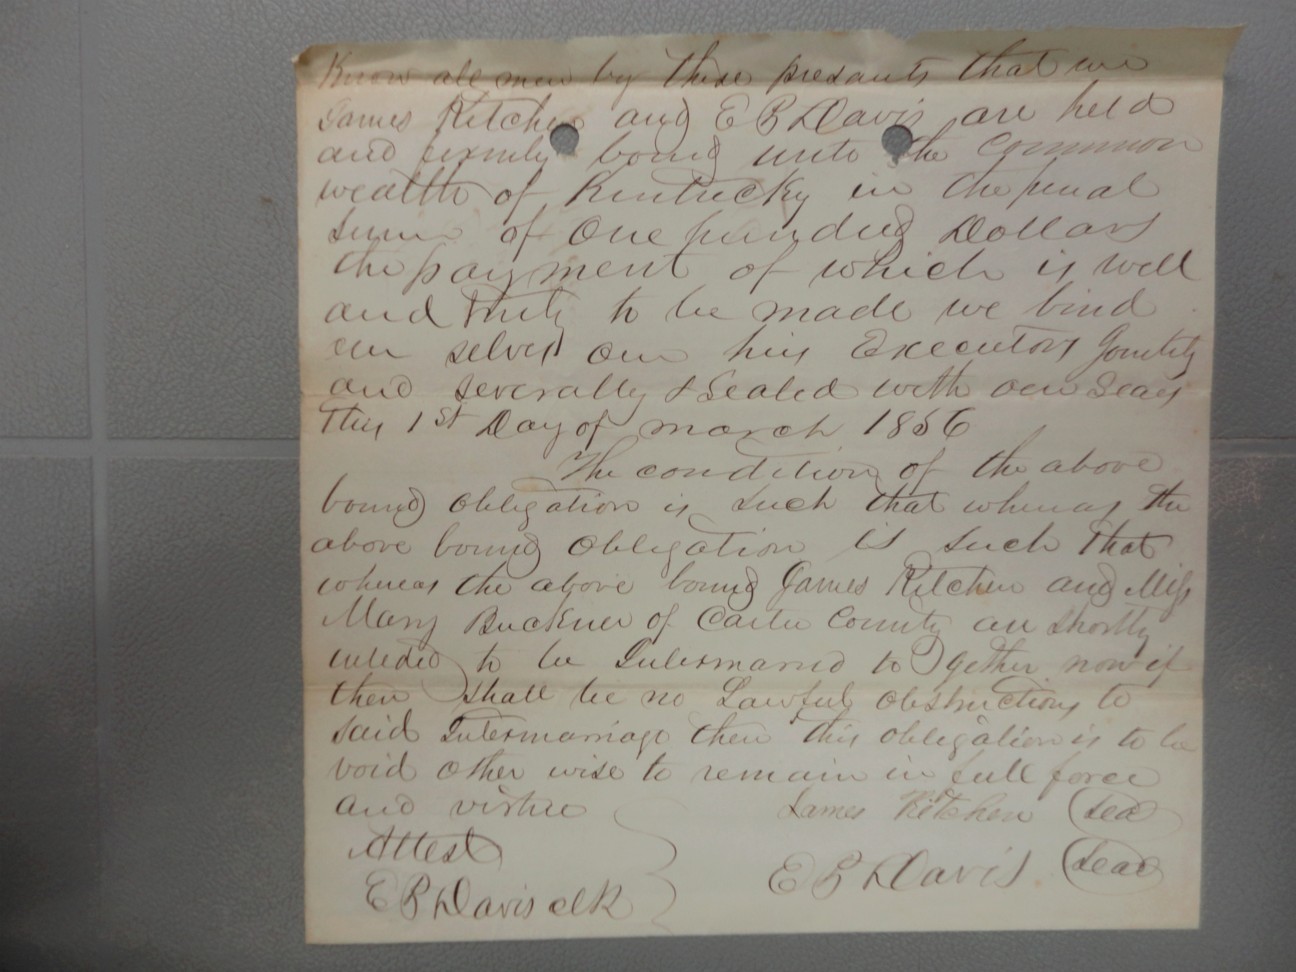 Know all men by these presants that we
James Kitchen and E B Davis are held
and firmly bound unto the Common
wealth of Kentucky in the penal
sum of One hundred Dollars
the payment of which is well
and truly to be made we bind
our selves our hirs Executors Jointly
and severally & Sealed with our Seals
this 1st Day of march 1856
The condition of the above
bound obligation is such that whereas the
above bound obligation is such that
whereas the above bound James Kitchen and Miss
Mary Buckner of Carter County are shortly
inteded to be Intermarred to gether now if
ther shall be no Lawful obstructions to
said Intermarriage then this obligation is to be
void other wise to remain in full force
and virtue James Kitchen (Seal)
Attest
E B Davis (Seal)
E B Davis clk